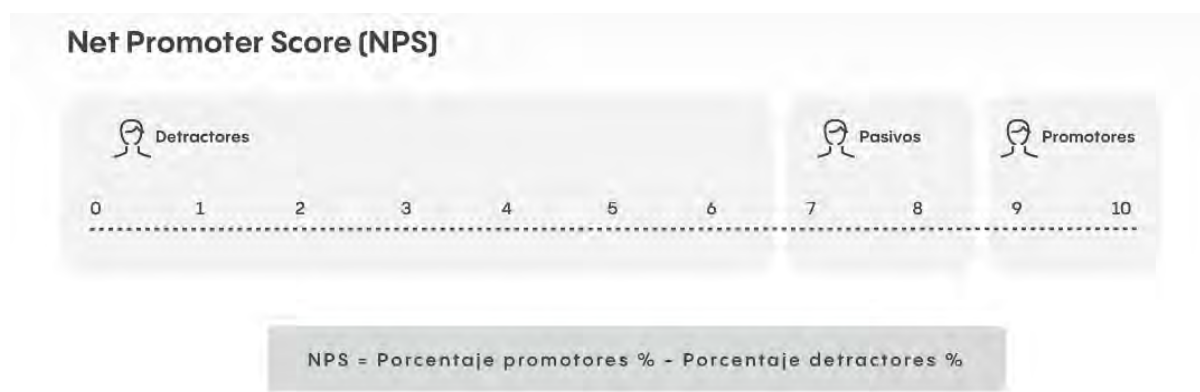 Net Promoter Score (NPS)
Detractores Pasivos Promotores
0 1 2 3 4 5 6 7 8 9 10
NPS = Porcentaje promotores % - Porcentaje detractores %